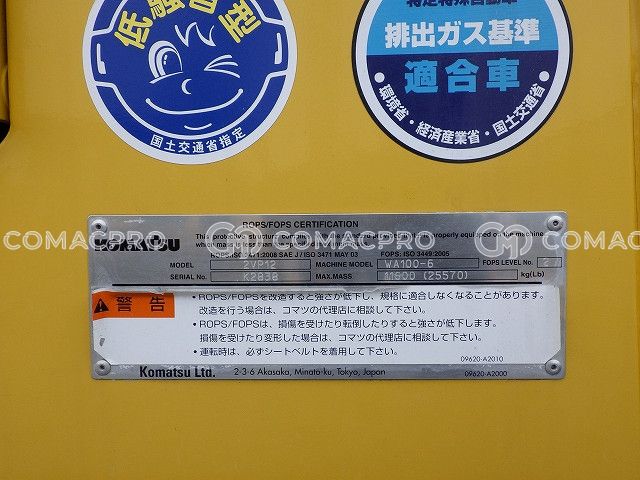 低騒音型
国土交通省指定
特定特殊自動車
排出ガス基準
適合車
・環境省・経済産業省・国土交通省・
COMACPRO COMACPRO COMACPRO
ROPS/FOPS CERTIFICATION
KOMATSU
MODEL MACHINE MODEL WA100-6 FOPS LEVEL No. 2
SERIAL No. K2838 MAX.MASS 11600 (25570) kg(Lb)
警告
・ROPS/FOPSを改造すると強さが低下し、規格に適合しなくなることがあります。
改造を行う場合は、コマツの代理店に相談して下さい。
・ROPS/FOPSは、損傷を受けたり転倒したりすると強さが低下します。
損傷を受けたり変形した場合は、コマツの代理店に相談して下さい。
・運転時は、必ずシートベルトを着用して下さい。
09620-A2010
Komatsu Ltd. 2-3-6 Akasaka, Minato-ku, Tokyo, Japan 09620-A2000